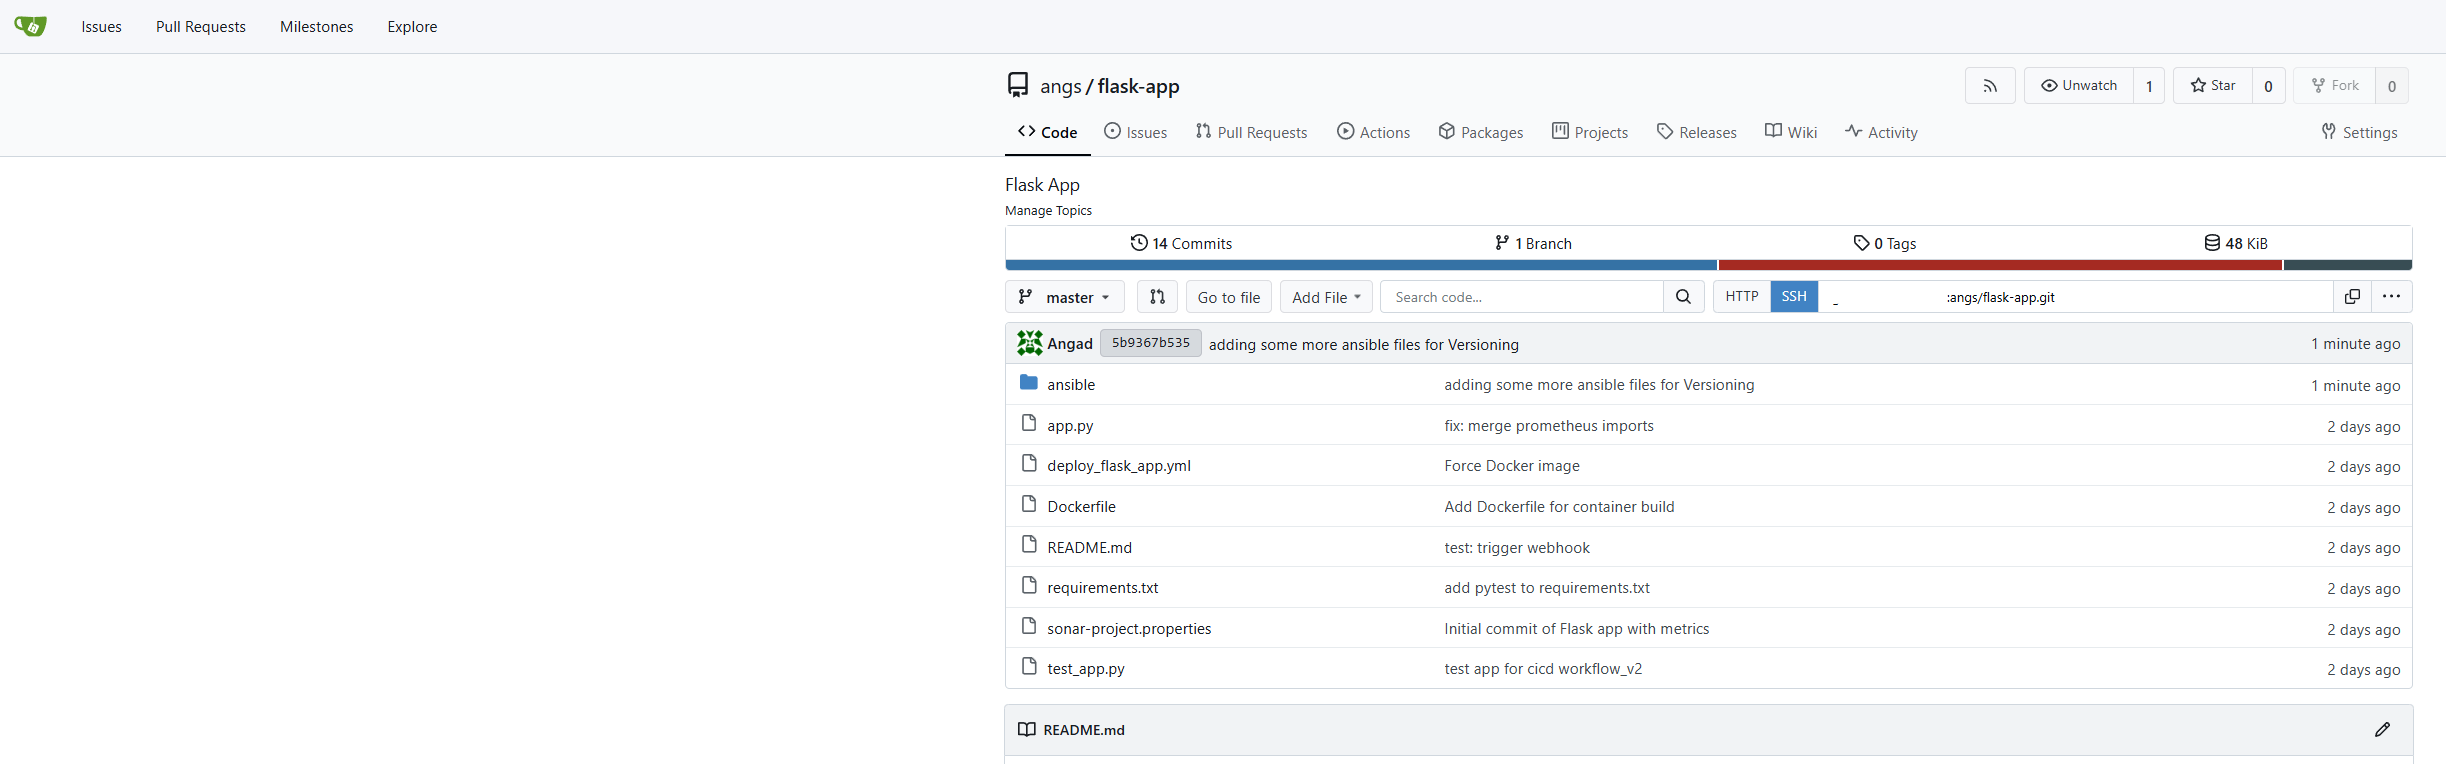 Issues Pull Requests Milestones Explore
angs / flask-app
Unwatch 1 Star 0 Fork 0
Code Issues Pull Requests Actions Packages Projects Releases Wiki Activity Settings
Flask App
Manage Topics
14 Commits 1 Branch 0 Tags 48 KiB
master Go to file Add File Search code... HTTP SSH _ :angs/flask-app.git
Angad 5b9367b535 adding some more ansible files for Versioning 1 minute ago
ansible adding some more ansible files for Versioning 1 minute ago
app.py fix: merge prometheus imports 2 days ago
deploy_flask_app.yml Force Docker image 2 days ago
Dockerfile Add Dockerfile for container build 2 days ago
README.md test: trigger webhook 2 days ago
requirements.txt add pytest to requirements.txt 2 days ago
sonar-project.properties Initial commit of Flask app with metrics 2 days ago
test_app.py test app for cicd workflow_v2 2 days ago
README.md